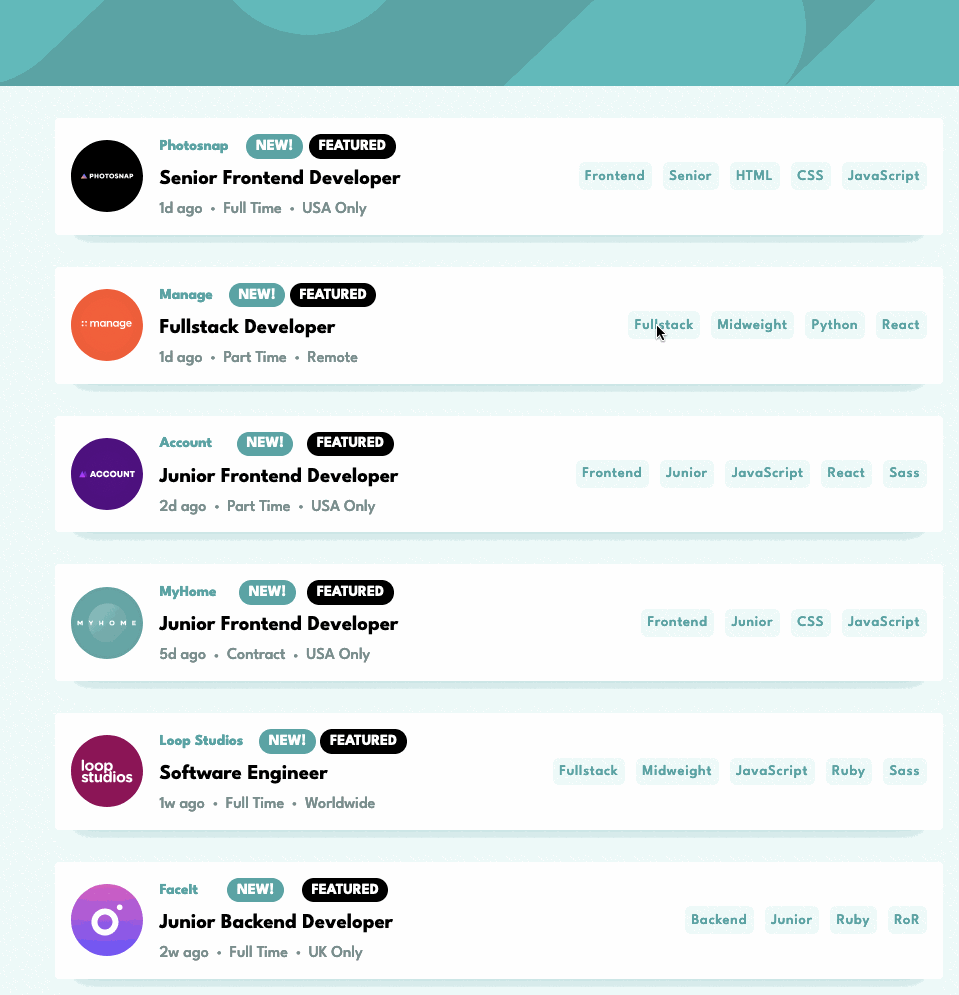 PHOTOSNAP
Photosnap NEW! FEATURED
Senior Frontend Developer
1d ago • Full Time • USA Only
Frontend Senior HTML CSS JavaScript
:: manage
Manage NEW! FEATURED
Fullstack Developer
1d ago • Part Time • Remote
Fullstack Midweight Python React
ACCOUNT
Account NEW! FEATURED
Junior Frontend Developer
2d ago • Part Time • USA Only
Frontend Junior JavaScript React Sass
MYHOME
MyHome NEW! FEATURED
Junior Frontend Developer
5d ago • Contract • USA Only
Frontend Junior CSS JavaScript
loop
studios
Loop Studios NEW! FEATURED
Software Engineer
1w ago • Full Time • Worldwide
Fullstack Midweight JavaScript Ruby Sass
FaceIt NEW! FEATURED
Junior Backend Developer
2w ago • Full Time • UK Only
Backend Junior Ruby RoR